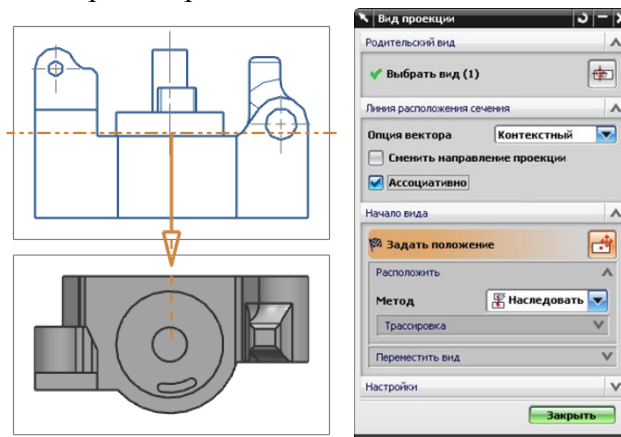 Вид проекции
Родительский вид
Выбрать вид (1)
Линия расположения сечения
Опция вектора Контекстный
Сменить направление проекции
Ассоциативно
Начало вида
Задать положение
Расположить
Метод Наследовать
Трассировка
Переместить вид
Настройки
Закрыть